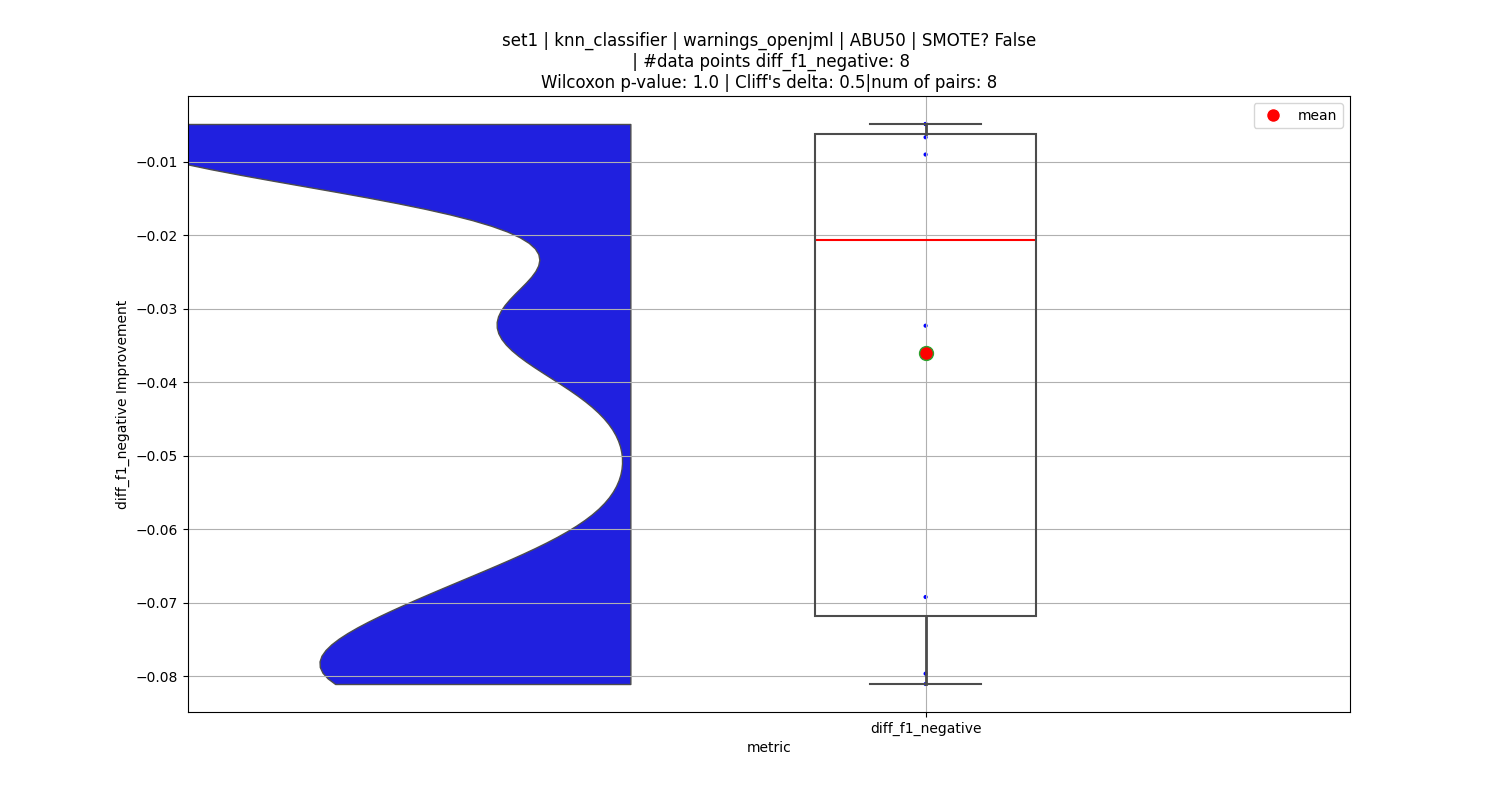 set1 | knn_classifier | warnings_openjml | ABU50 | SMOTE? False
| #data points diff_f1_negative: 8
Wilcoxon p-value: 1.0 | Cliff's delta: 0.5|num of pairs: 8
mean
−0.01
−0.02
−0.03
−0.04
−0.05
−0.06
−0.07
−0.08
diff_f1_negative Improvement
diff_f1_negative
metric